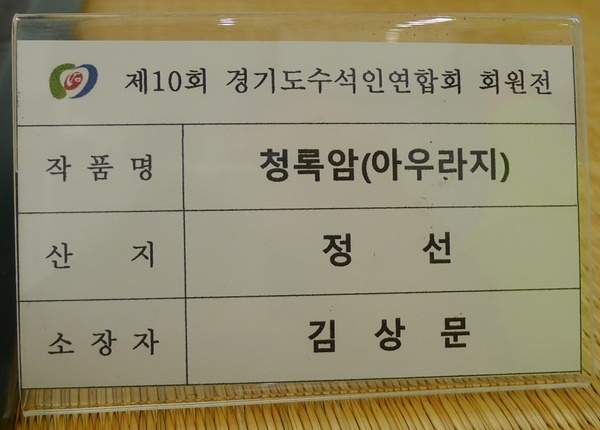 제10회 경기도수석인연합회 회원전
작 품 명 청록암(아우라지)
산 지 정 선
소 장 자 김 상 문